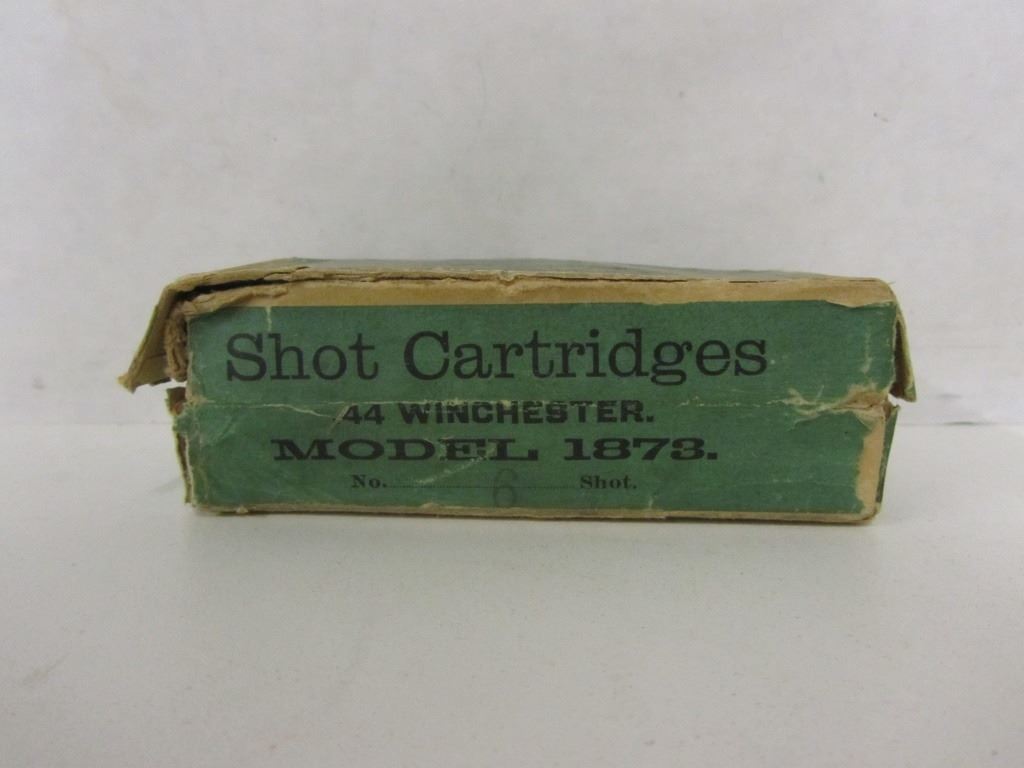 Shot Cartridges
44 WINCHESTER.
MODEL 1873.
No. 6 Shot.